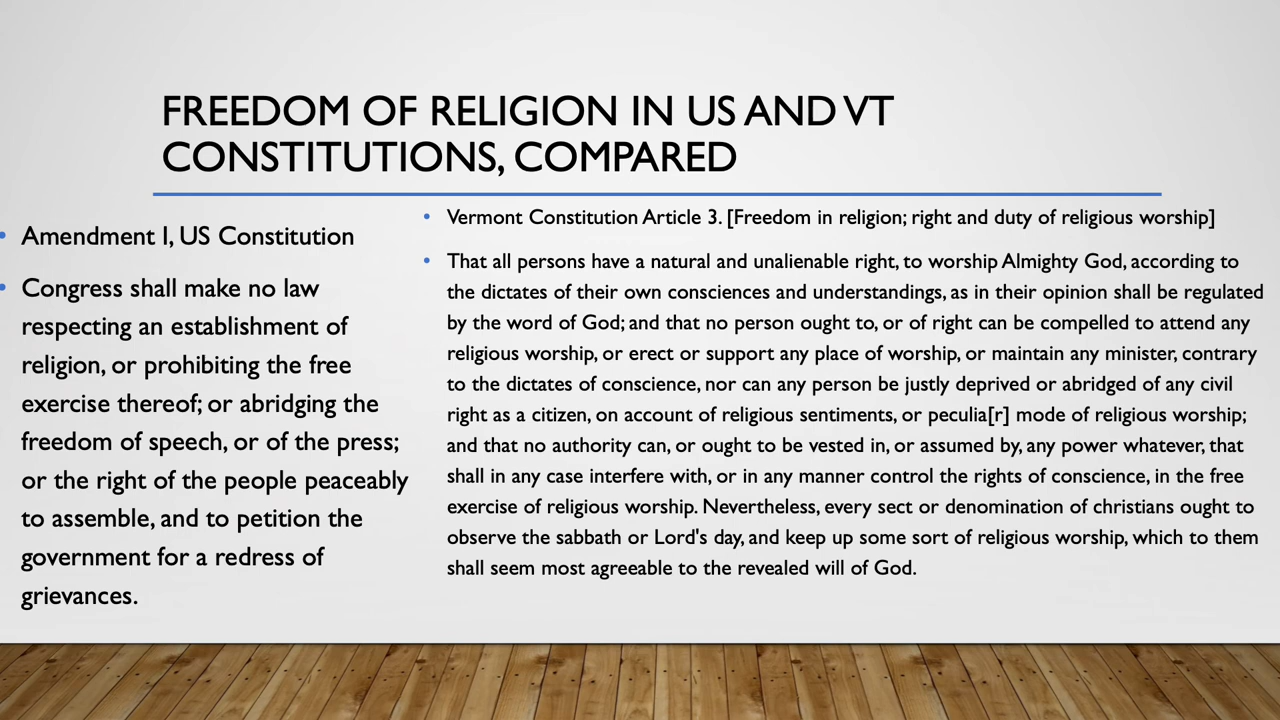 FREEDOM OF RELIGION IN US AND VT
CONSTITUTIONS, COMPARED
• Amendment I, US Constitution
• Congress shall make no law
respecting an establishment of
religion, or prohibiting the free
exercise thereof; or abridging the
freedom of speech, or of the press;
or the right of the people peaceably
to assemble, and to petition the
government for a redress of
grievances.
• Vermont Constitution Article 3. [Freedom in religion; right and duty of religious worship]
• That all persons have a natural and unalienable right, to worship Almighty God, according to
the dictates of their own consciences and understandings, as in their opinion shall be regulated
by the word of God; and that no person ought to, or of right can be compelled to attend any
religious worship, or erect or support any place of worship, or maintain any minister, contrary
to the dictates of conscience, nor can any person be justly deprived or abridged of any civil
right as a citizen, on account of religious sentiments, or peculia[r] mode of religious worship;
and that no authority can, or ought to be vested in, or assumed by, any power whatever, that
shall in any case interfere with, or in any manner control the rights of conscience, in the free
exercise of religious worship. Nevertheless, every sect or denomination of christians ought to
observe the sabbath or Lord's day, and keep up some sort of religious worship, which to them
shall seem most agreeable to the revealed will of God.